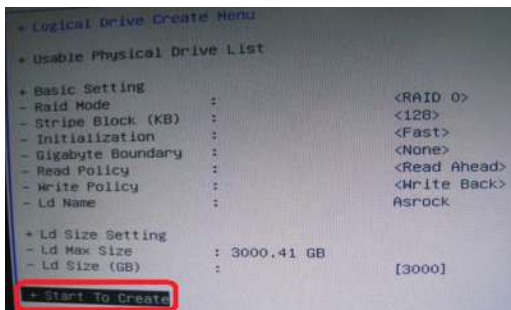 + Logical Drive Create Menu
+ Usable Physical Drive List
+ Basic Setting
- Raid Mode : <RAID 0>
- Stripe Block (KB) : <128>
- Initialization : <Fast>
- Gigabyte Boundary : <None>
- Read Policy : <Read Ahead>
- Write Policy : <Write Back>
- Ld Name : Asrock
+ Ld Size Setting
- Ld Max Size : 3000.41 GB
- Ld Size (GB) : [3000]
+ Start To Create